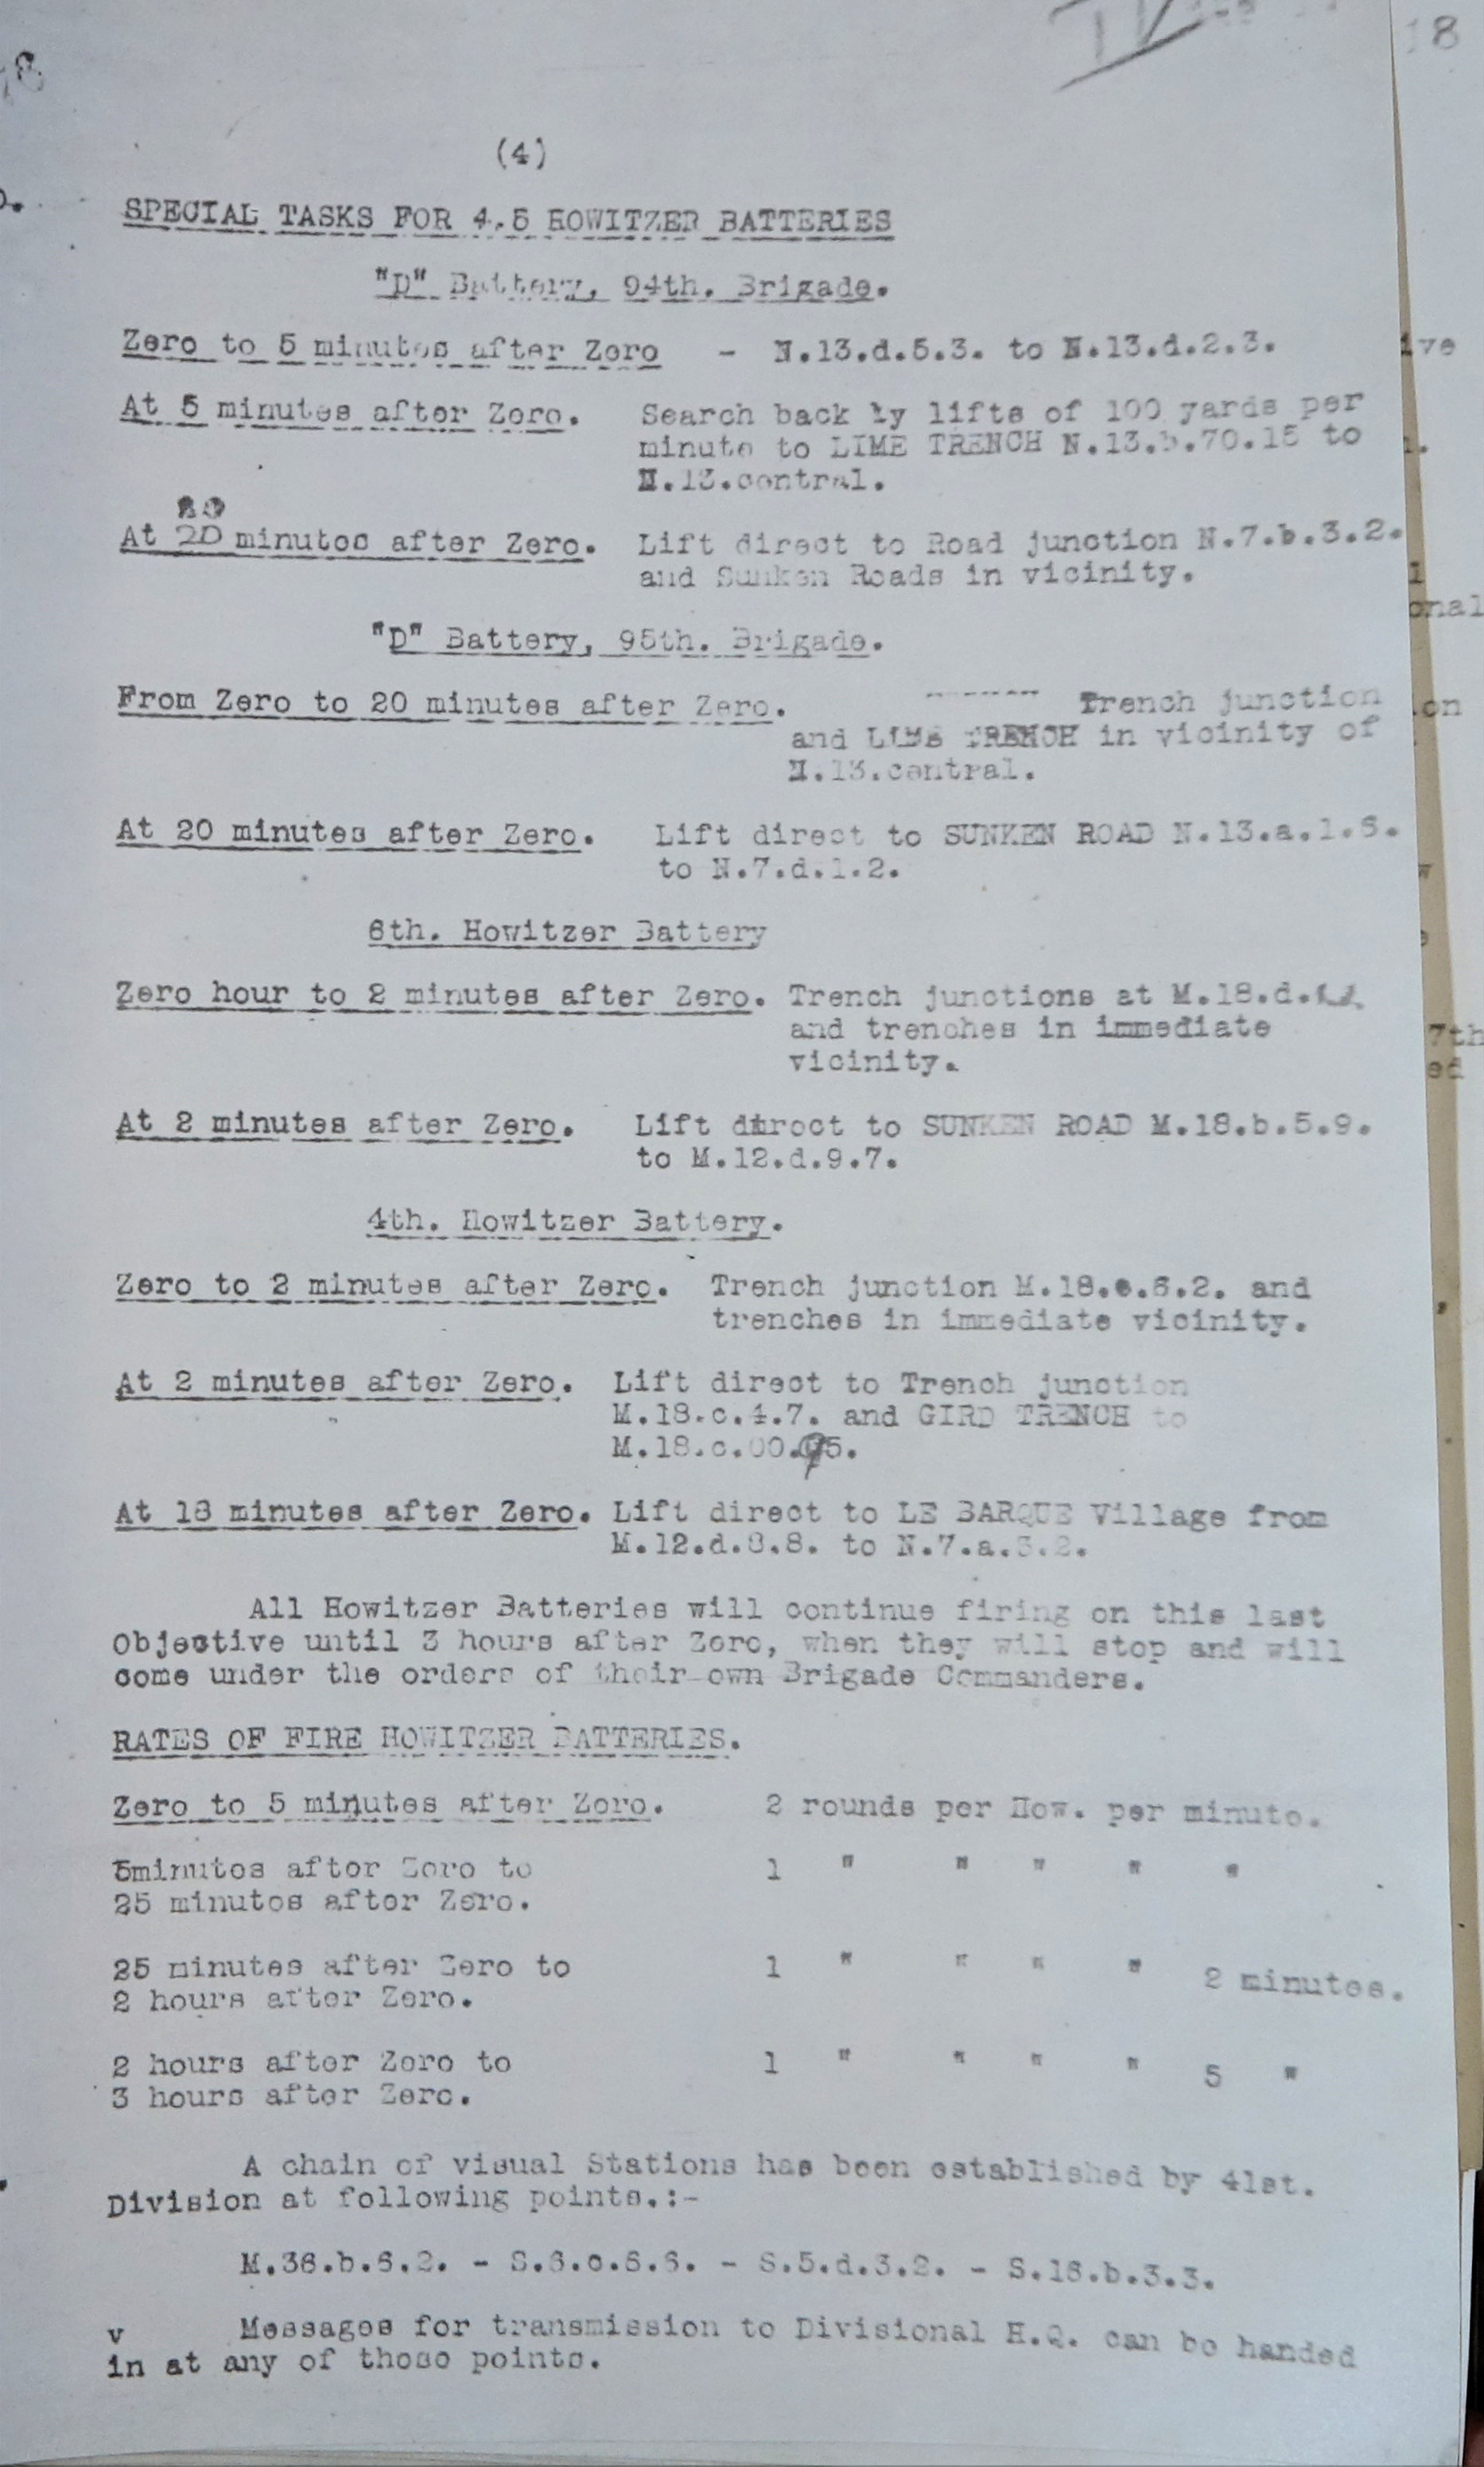 18
(4)
SPECIAL TASKS FOR 4.5 HOWITZER BATTERIES
"D" Battery, 94th. Brigade.
Zero to 5 minutes after Zero - N.13.d.5.3. to N.13.d.2.3.
At 5 minutes after Zero. Search back by lifts of 100 yards per
minute to LIME TRENCH N.13.b.70.15 to
N.13.central.
20
At 20 minutes after Zero. Lift direct to Road junction N.7.b.3.2.
and Sunken Roads in vicinity.
"D" Battery, 95th. Brigade.
From Zero to 20 minutes after Zero. ------- Trench junction
and LIME TRENCH in vicinity of
N.13.central.
At 20 minutes after Zero. Lift direct to SUNKEN ROAD N.13.a.1.6.
to N.7.d.1.2.
6th. Howitzer Battery
Zero hour to 2 minutes after Zero. Trench junctions at M.18.d.
and trenches in immediate
vicinity.
At 2 minutes after Zero. Lift direct to SUNKEN ROAD M.18.b.5.9.
to M.12.d.9.7.
4th. Howitzer Battery.
Zero to 2 minutes after Zero. Trench junction M.18.c.6.2. and
trenches in immediate vicinity.
At 2 minutes after Zero. Lift direct to Trench junction
M.18.c.4.7. and GIRD TRENCH to
M.18.c.00.95.
At 18 minutes after Zero. Lift direct to LE BARQUE Village from
M.12.d.8.8. to N.7.a.3.2.
All Howitzer Batteries will continue firing on this last
Objective until 3 hours after Zero, when they will stop and will
come under the orders of their own Brigade Commanders.
RATES OF FIRE HOWITZER BATTERIES.
Zero to 5 minutes after Zero. 2 rounds per How. per minute.
5minutes after Zero to 1 " " " " "
25 minutes after Zero.
25 minutes after Zero to 1 " " " " 2 minutes.
2 hours after Zero.
2 hours after Zero to 1 " " " " 5 "
3 hours after Zero.
A chain of visual Stations has been established by 41st.
Division at following points.:-
M.36.b.6.2. - S.6.c.6.6. - S.5.d.3.2. - S.18.b.3.3.
v Messages for transmission to Divisional H.Q. can be handed
in at any of those points.